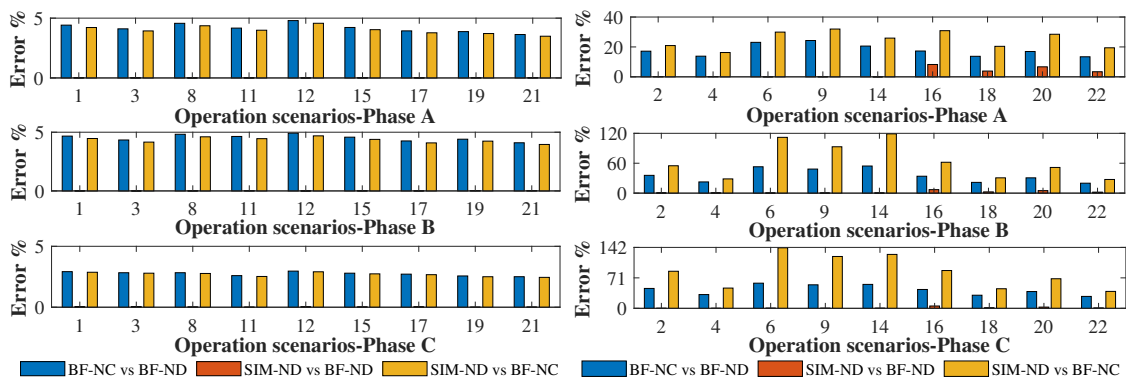 Error %
5
0
1 3 8 11 12 15 17 19 21
Operation scenarios-Phase A
Error %
5
0
1 3 8 11 12 15 17 19 21
Operation scenarios-Phase B
Error %
5
0
1 3 8 11 12 15 17 19 21
Operation scenarios-Phase C
BF-NC vs BF-ND SIM-ND vs BF-ND SIM-ND vs BF-NC
Error %
40
20
0
2 4 6 9 14 16 18 20 22
Operation scenarios-Phase A
Error %
120
60
0
2 4 6 9 14 16 18 20 22
Operation scenarios-Phase B
Error %
142
71
0
2 4 6 9 14 16 18 20 22
Operation scenarios-Phase C
BF-NC vs BF-ND SIM-ND vs BF-ND SIM-ND vs BF-NC